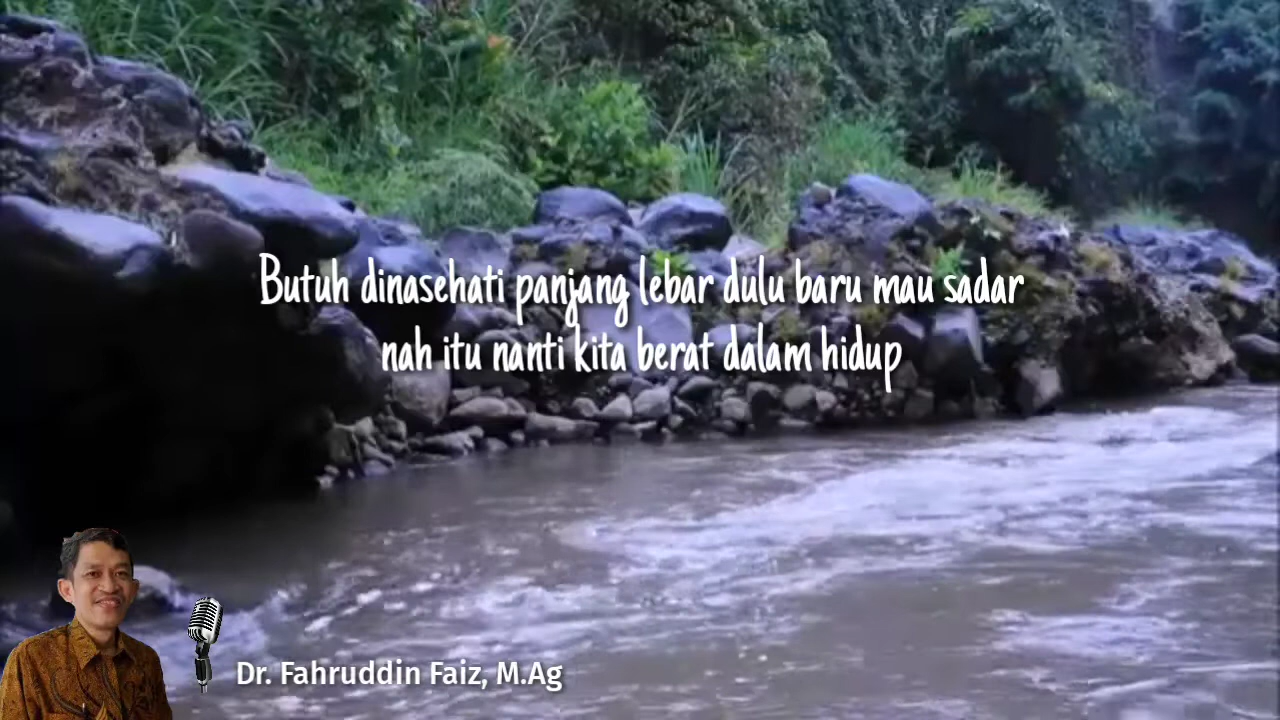 Butuh dinasehati panjang lebar dulu baru mau sadar
nah itu nanti kita berat dalam hidup
Dr. Fahruddin Faiz, M.Ag